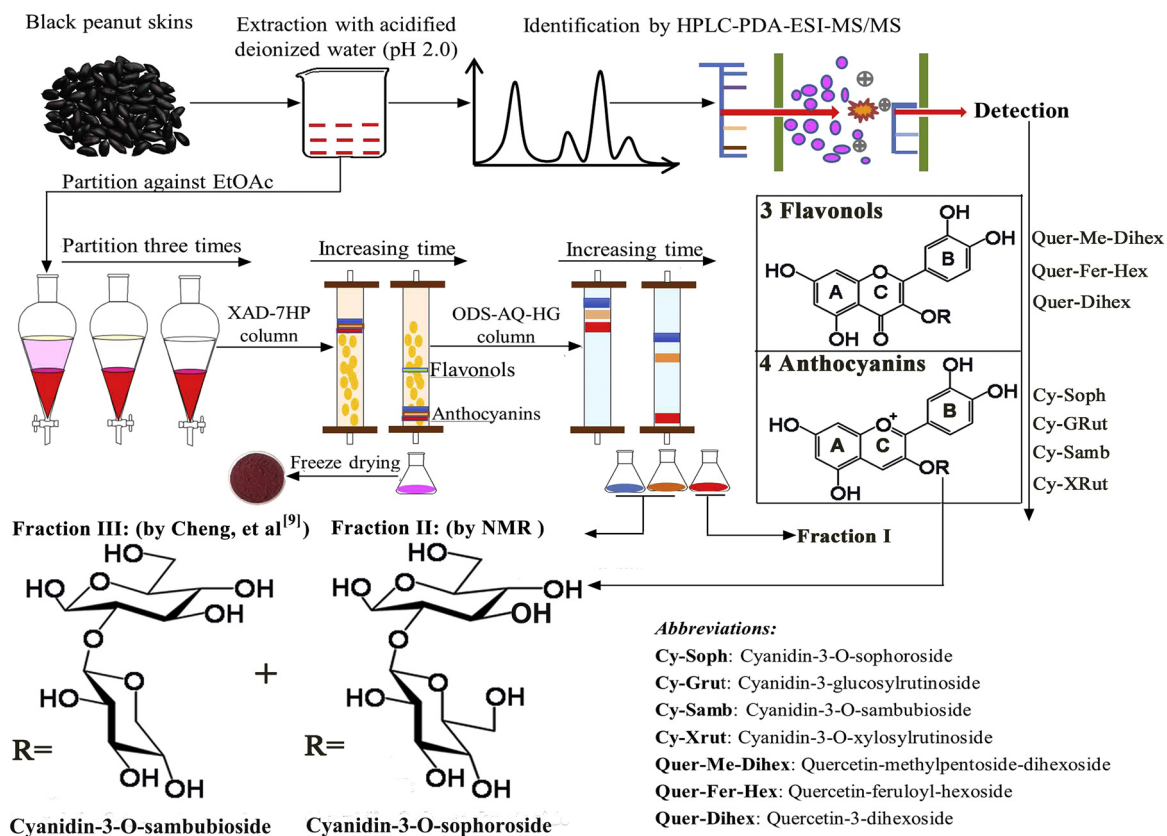 Black peanut skins
Extraction with acidified
deionized water (pH 2.0)
Identification by HPLC-PDA-ESI-MS/MS
Detection
Partition against EtOAc
Partition three times
XAD-7HP
column
Increasing time
ODS-AQ-HG
column
Flavonols
Anthocyanins
Increasing time
Freeze drying
3 Flavonols
OH
OH
B
HO
O
A
C
OR
OH
O
Quer-Me-Dihex
Quer-Fer-Hex
Quer-Dihex
4 Anthocyanins
OH
OH
B
HO
O+
A
C
OR
OH
Cy-Soph
Cy-GRut
Cy-Samb
Cy-XRut
Fraction I
Fraction III: (by Cheng, et al[9])
HO
HO
O
OH
OH
O
O
HO
HO
OH
R=
Cyanidin-3-O-sambubioside
+
Fraction II: (by NMR )
HO
HO
O
OH
OH
O
O
HO
OH
HO
OH
R=
Cyanidin-3-O-sophoroside
Abbreviations:
Cy-Soph: Cyanidin-3-O-sophoroside
Cy-Grut: Cyanidin-3-glucosylrutinoside
Cy-Samb: Cyanidin-3-O-sambubioside
Cy-Xrut: Cyanidin-3-O-xylosylrutinoside
Quer-Me-Dihex: Quercetin-methylpentoside-dihexoside
Quer-Fer-Hex: Quercetin-feruloyl-hexoside
Quer-Dihex: Quercetin-3-dihexoside